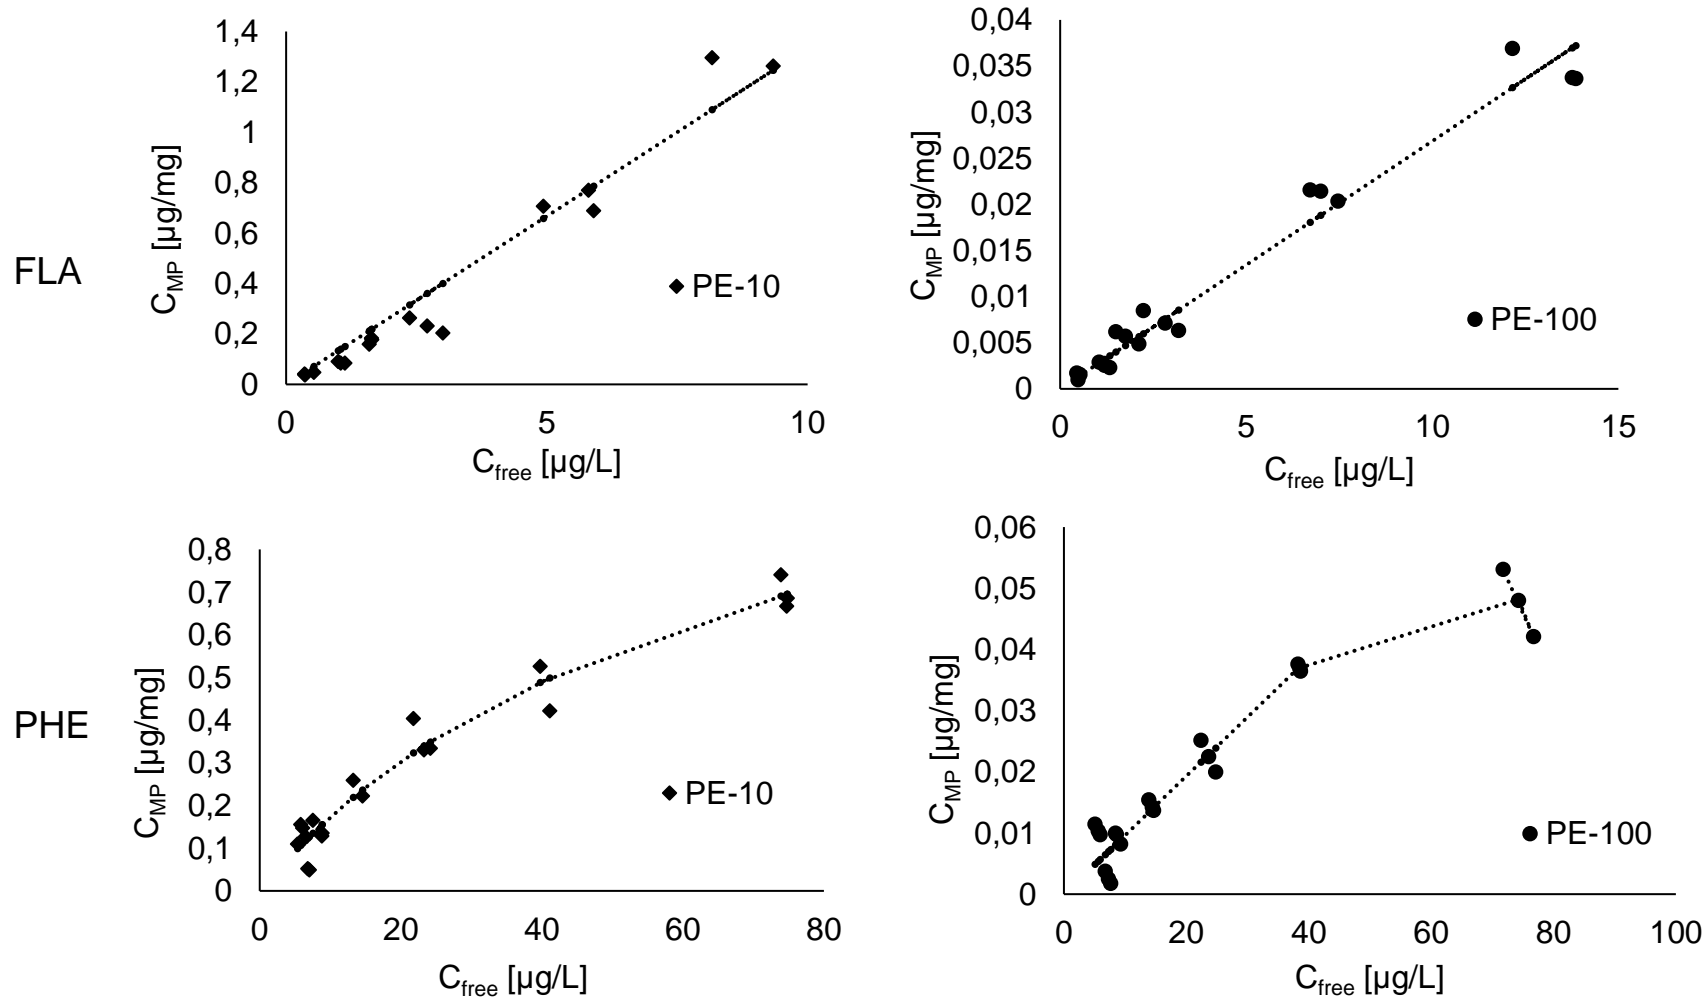 FLA
1,4
1,2
1
0,8
0,6
0,4
0,2
0
0 5 10
C_MP [µg/mg]
C_free [µg/L]
PE-10
0,04
0,035
0,03
0,025
0,02
0,015
0,01
0,005
0
0 5 10 15
C_MP [µg/mg]
C_free [µg/L]
PE-100
PHE
0,8
0,7
0,6
0,5
0,4
0,3
0,2
0,1
0
0 20 40 60 80
C_MP [µg/mg]
C_free [µg/L]
PE-10
0,06
0,05
0,04
0,03
0,02
0,01
0
0 20 40 60 80 100
C_MP [µg/mg]
C_free [µg/L]
PE-100